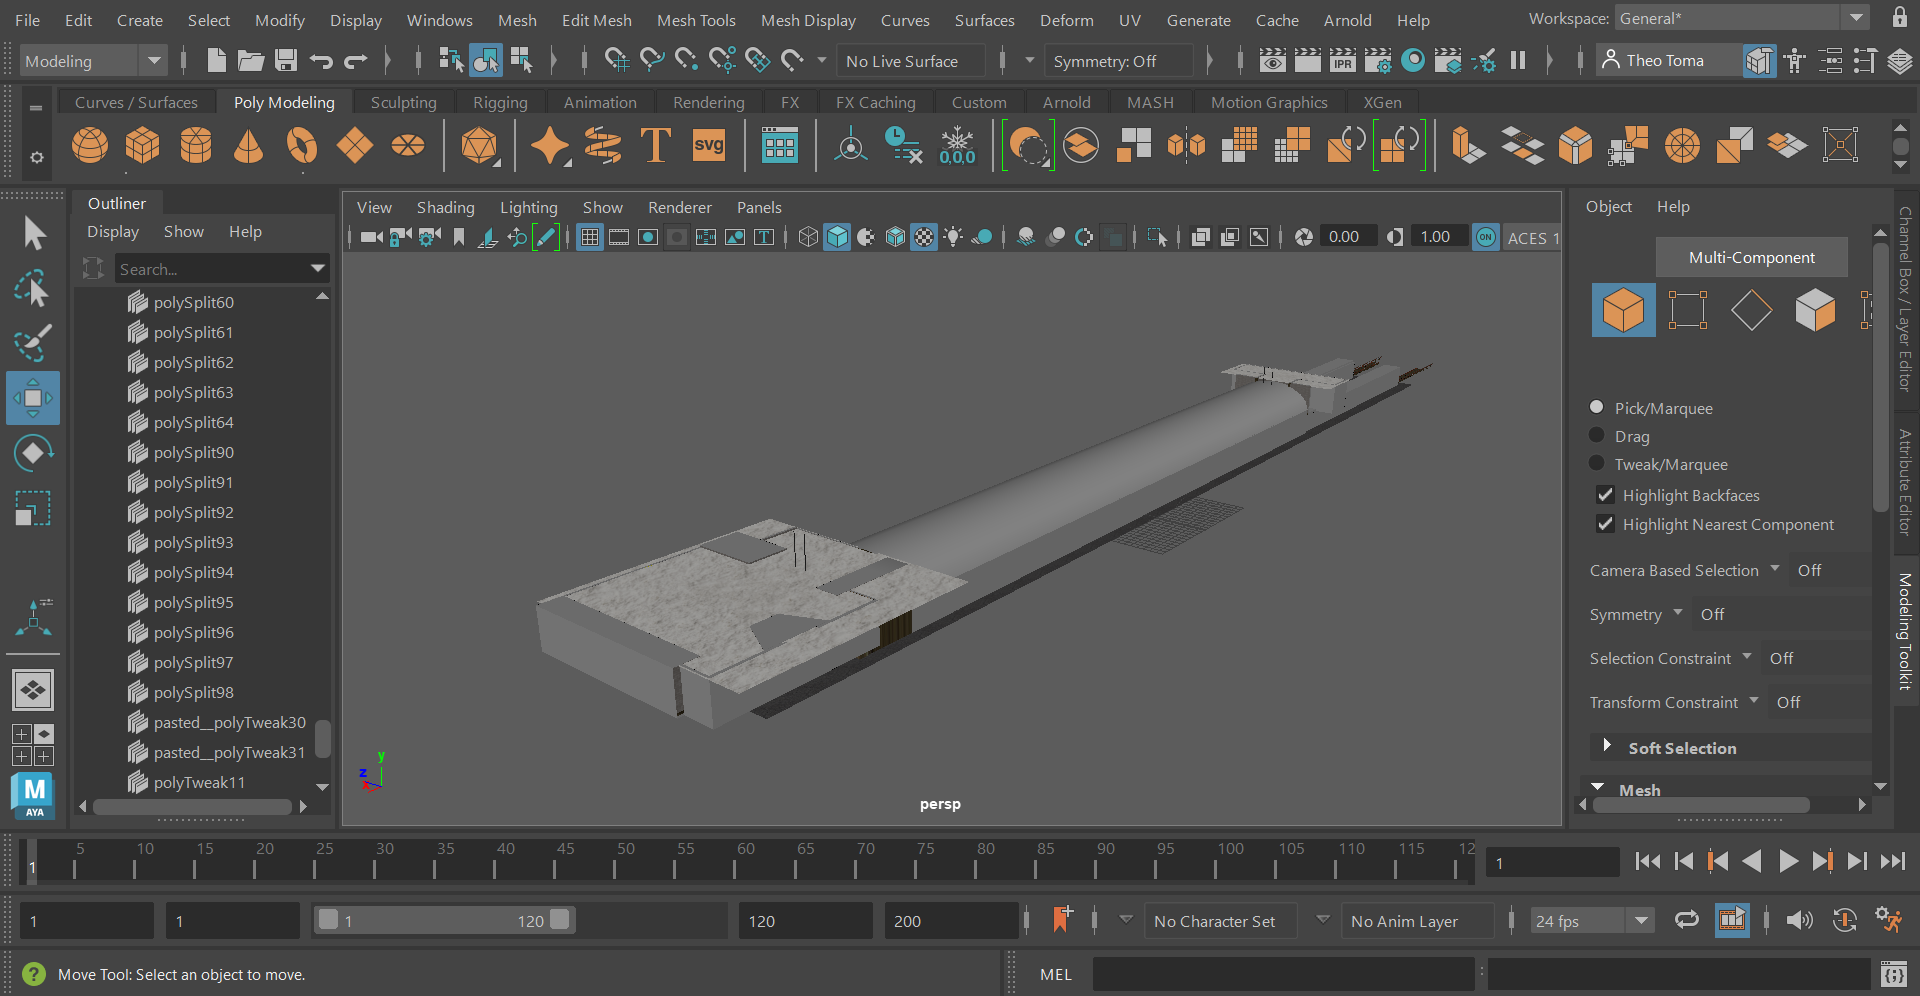 File Edit Create Select Modify Display Windows Mesh Edit Mesh Mesh Tools Mesh Display Curves Surfaces Deform UV Generate Cache Arnold Help Workspace: General*
Modeling No Live Surface Symmetry: Off IPR Theo Toma
Curves / Surfaces Poly Modeling Sculpting Rigging Animation Rendering FX FX Caching Custom Arnold MASH Motion Graphics XGen
T svg 0,0,0
Outliner
Display Show Help
Search...
polySplit60
polySplit61
polySplit62
polySplit63
polySplit64
polySplit90
polySplit91
polySplit92
polySplit93
polySplit94
polySplit95
polySplit96
polySplit97
polySplit98
pasted__polyTweak30
pasted__polyTweak31
polyTweak11
M
AYA
View Shading Lighting Show Renderer Panels
T 0.00 1.00 ON ACES 1
y
z
x
persp
Object Help
Multi-Component
Pick/Marquee
Drag
Tweak/Marquee
Highlight Backfaces
Highlight Nearest Component
Camera Based Selection Off
Symmetry Off
Selection Constraint Off
Transform Constraint Off
Soft Selection
Mesh
Channel Box / Layer Editor
Attribute Editor
Modeling Toolkit
1 5 10 15 20 25 30 35 40 45 50 55 60 65 70 75 80 85 90 95 100 105 110 115 12 1
1 1 1 120 120 200 No Character Set No Anim Layer 24 fps
? Move Tool: Select an object to move. MEL